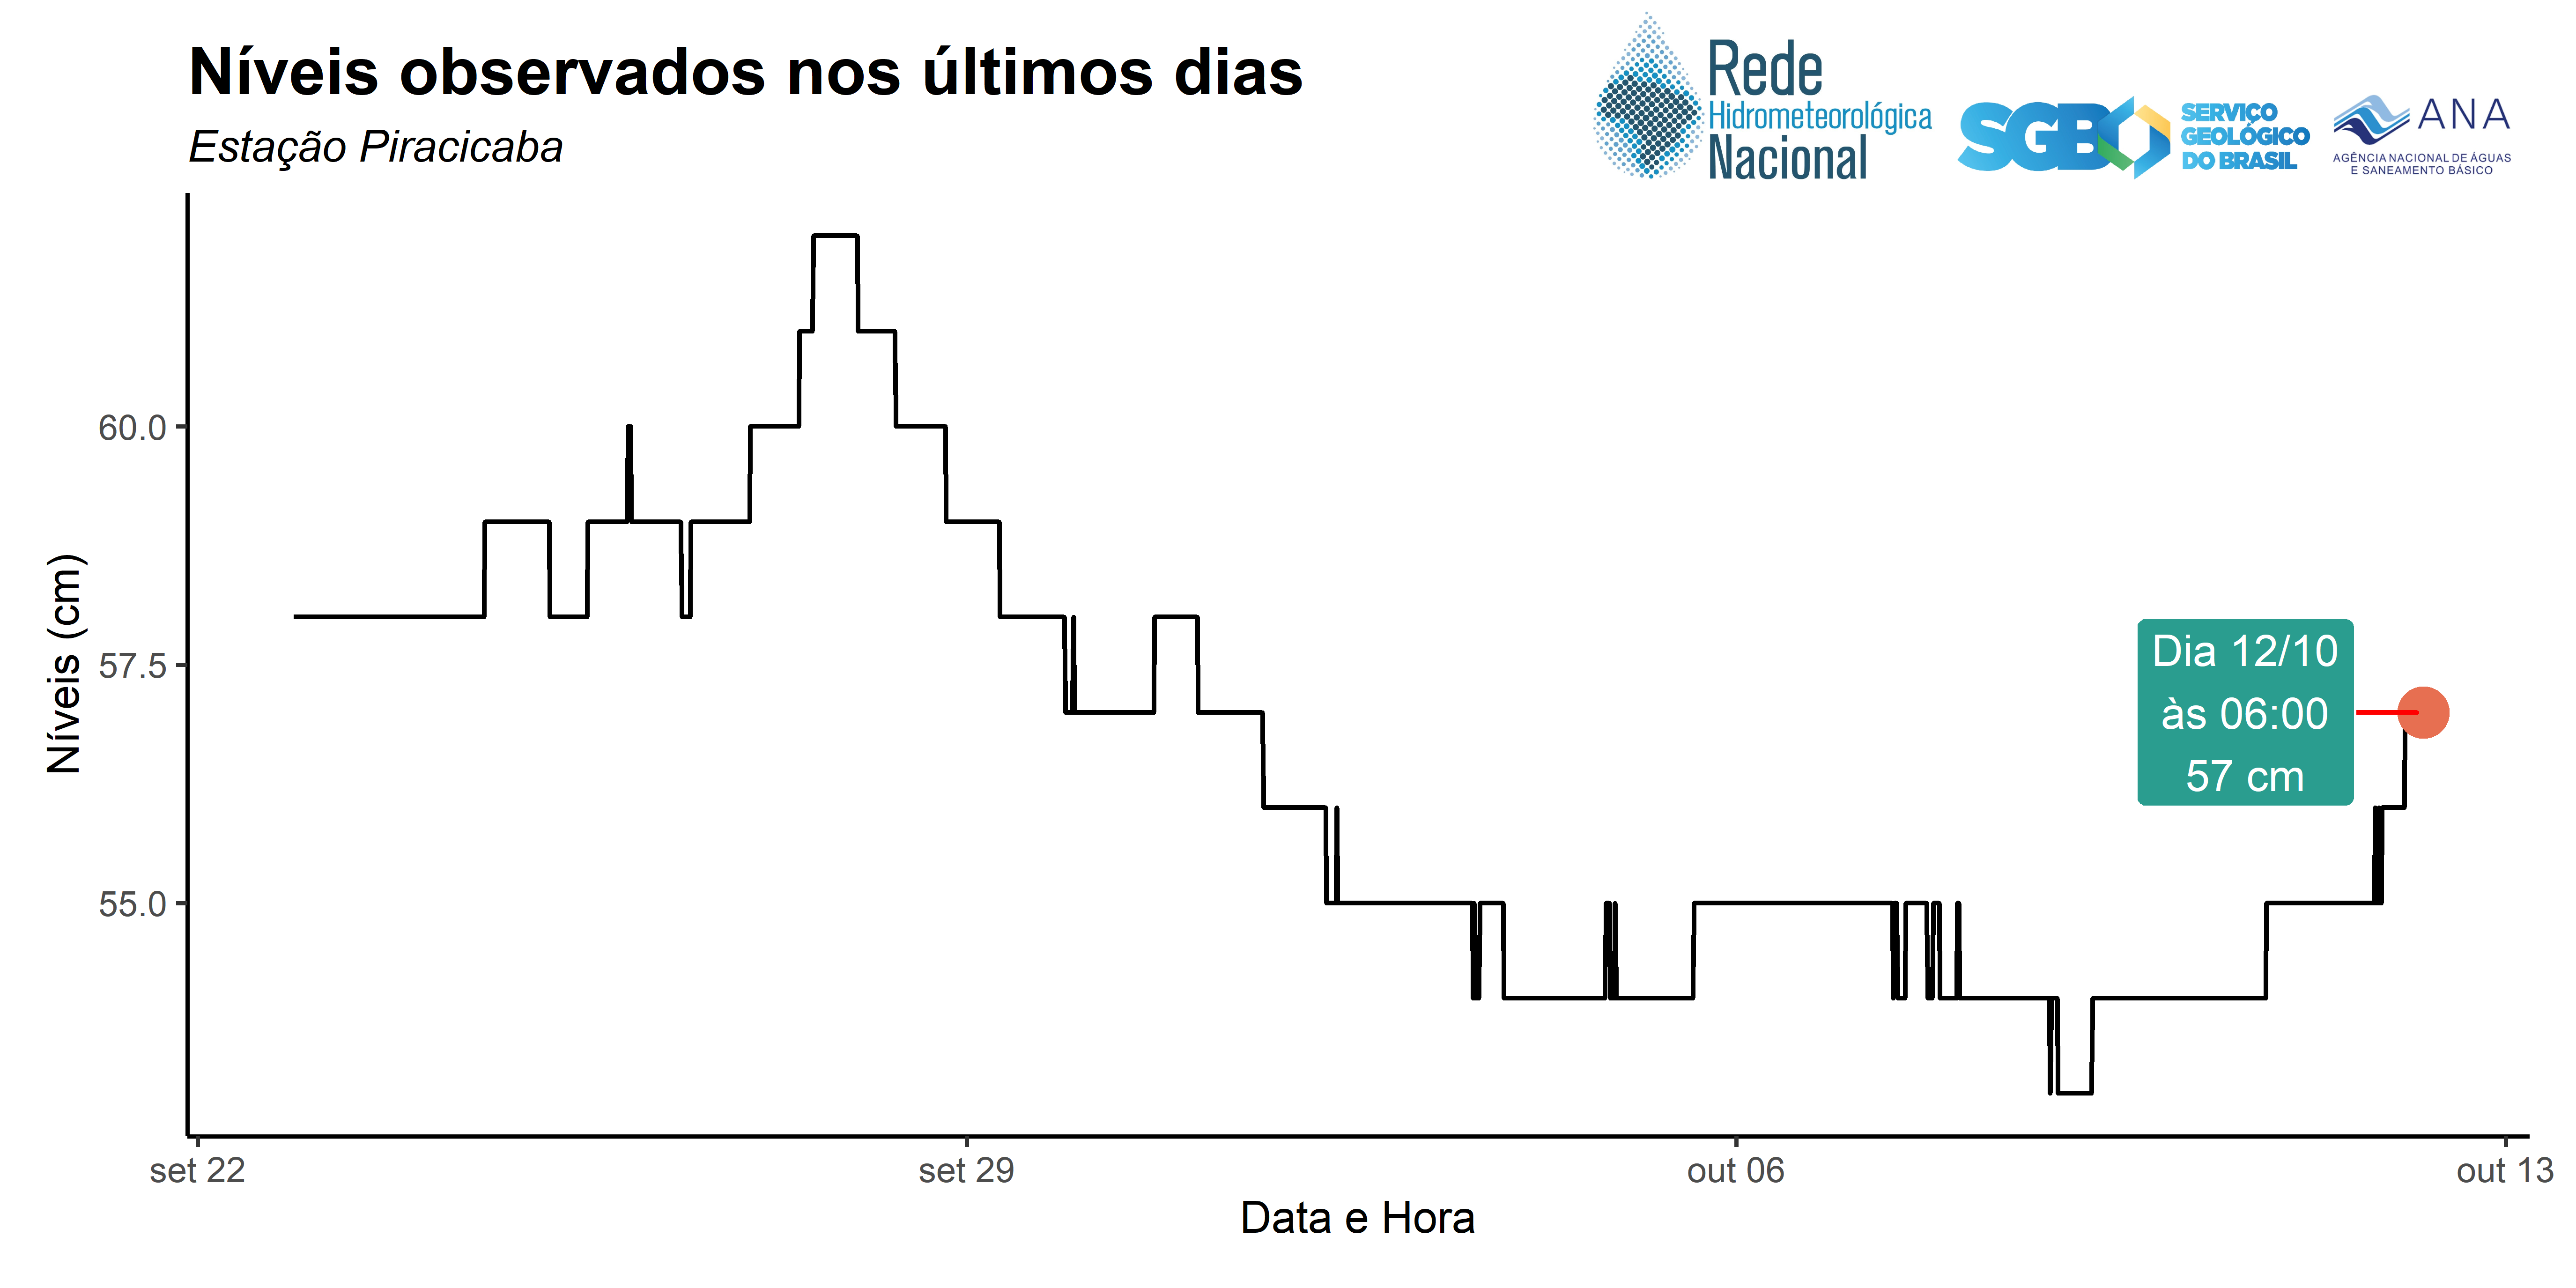 Níveis observados nos últimos dias
Estação Piracicaba
Rede
Hidrometeorológica
Nacional
SGB
SERVIÇO
GEOLÓGICO
DO BRASIL
ANA
AGÊNCIA NACIONAL DE ÁGUAS
E SANEAMENTO BÁSICO
Níveis (cm)
60.0
57.5
55.0
Dia 12/10
às 06:00
57 cm
set 22
set 29
out 06
out 13
Data e Hora